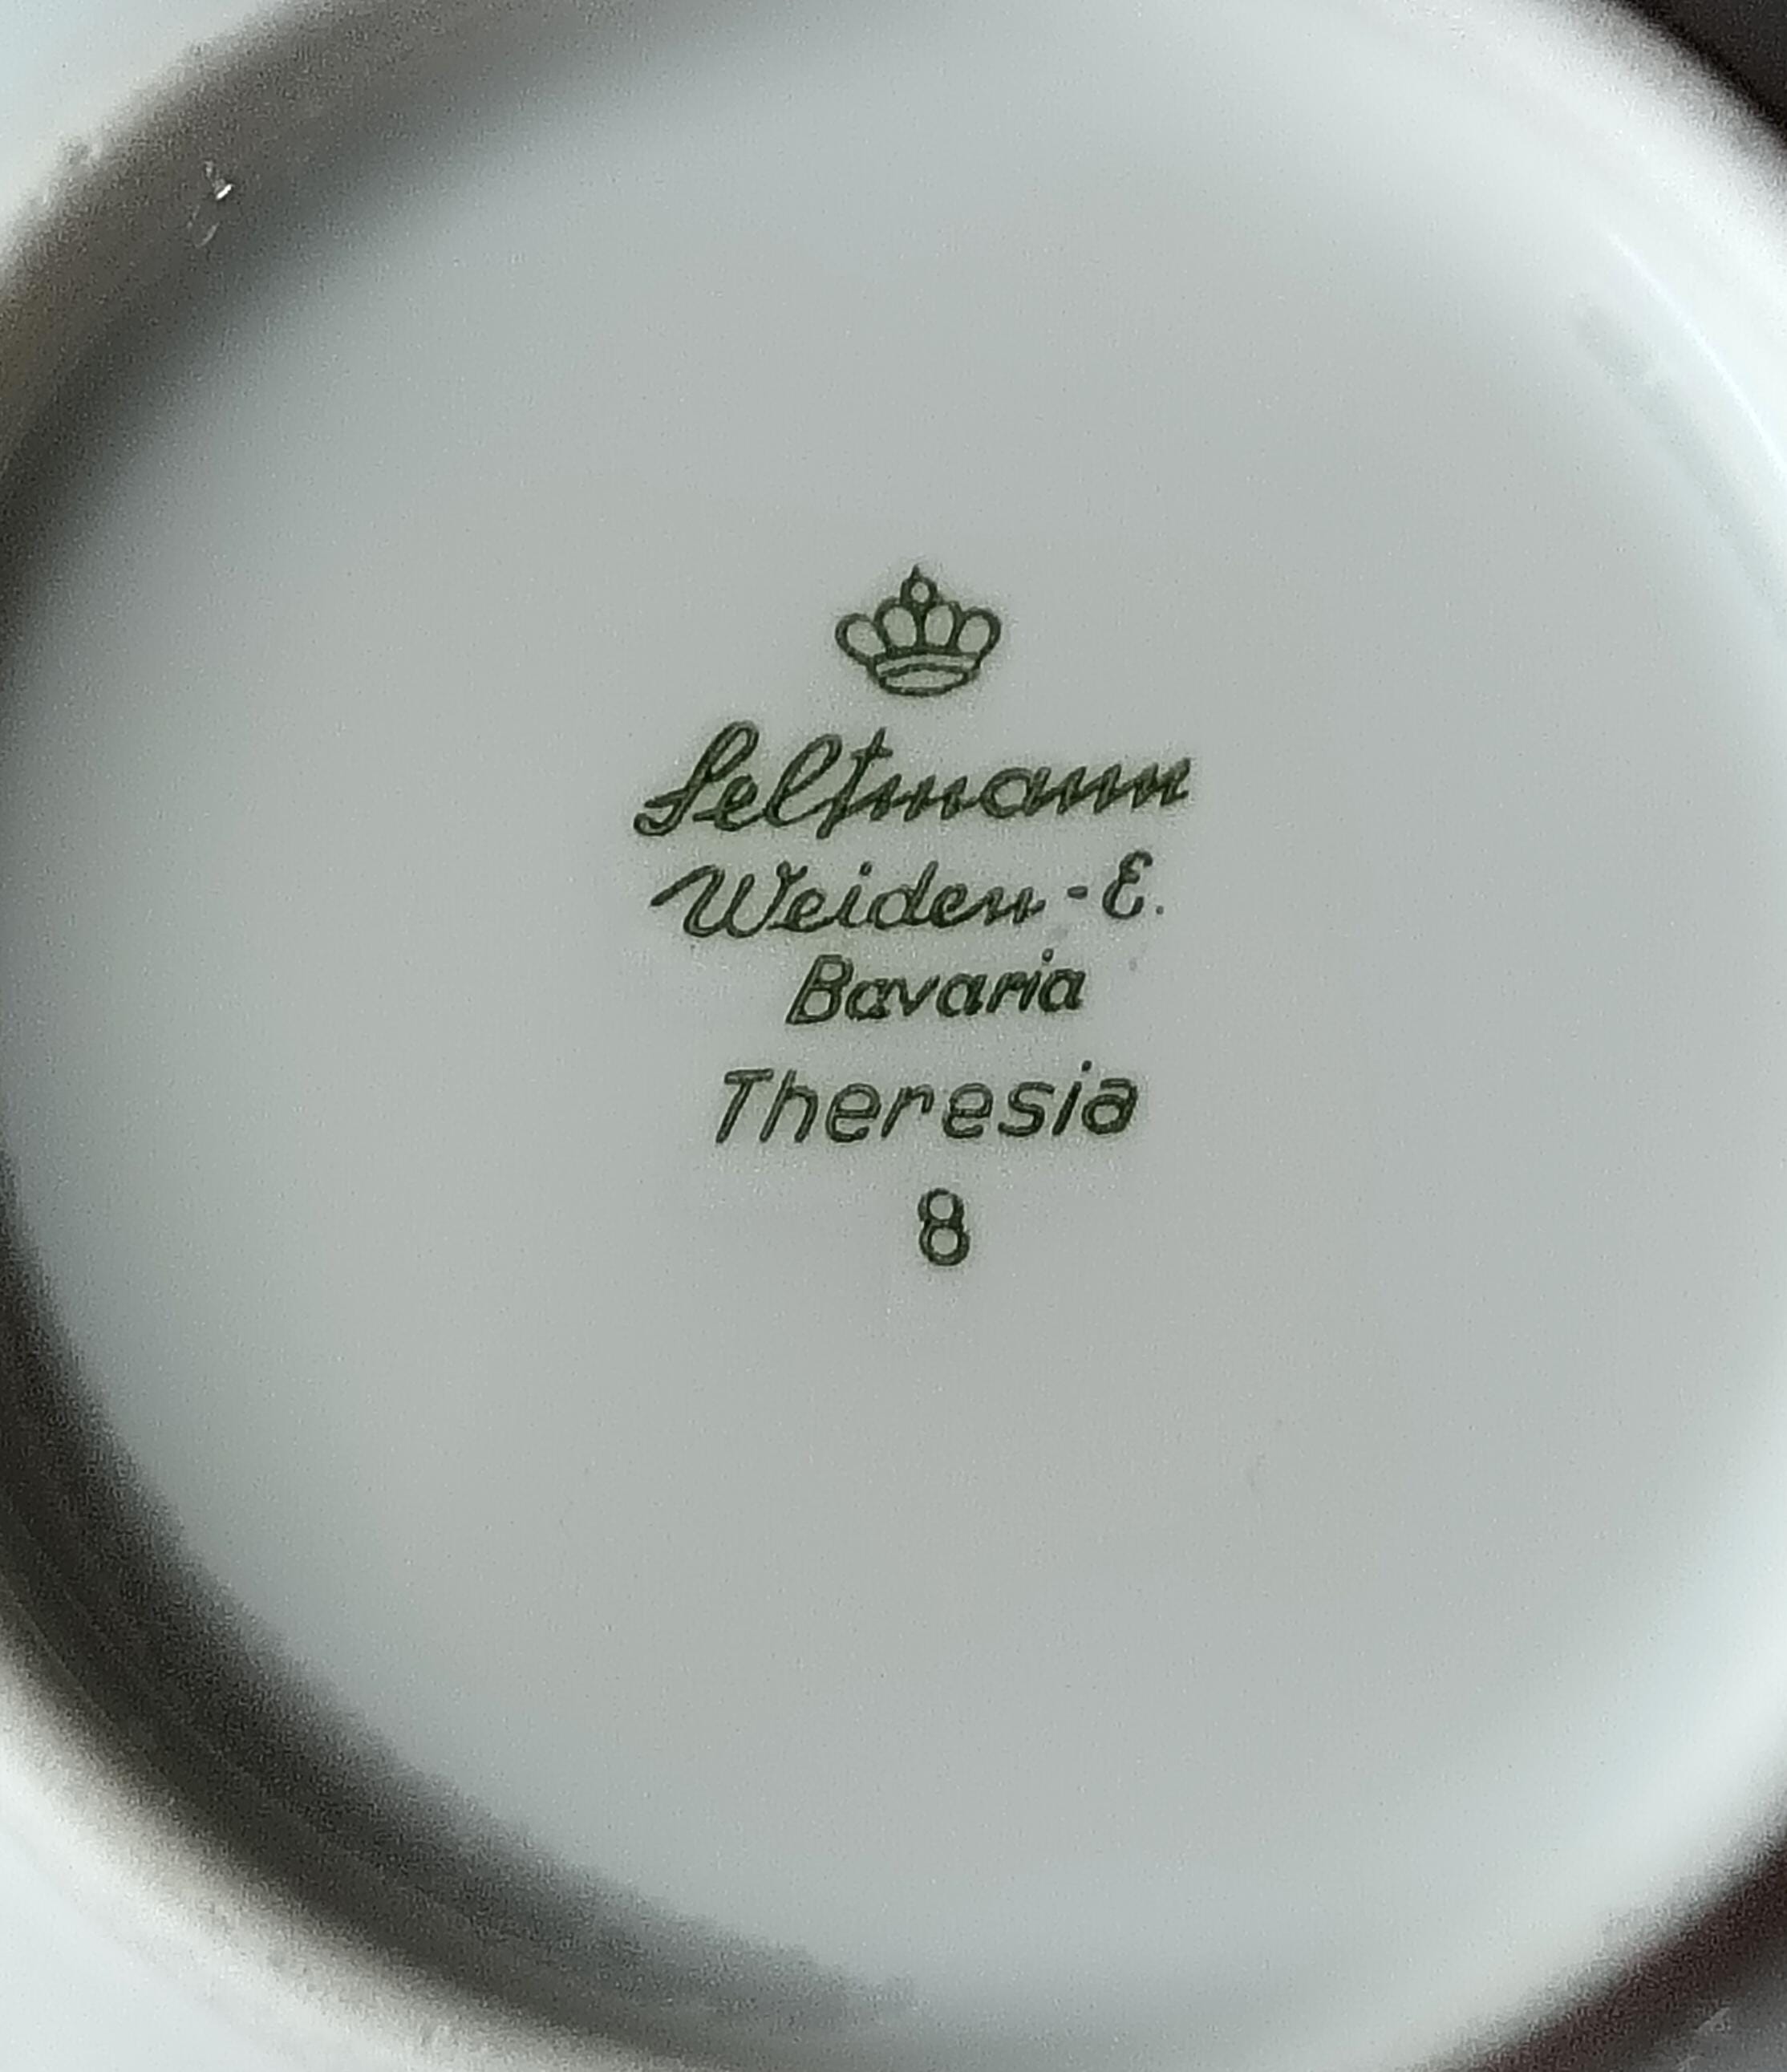 Seltmann
Weiden-E.
Bavaria
Theresia
8